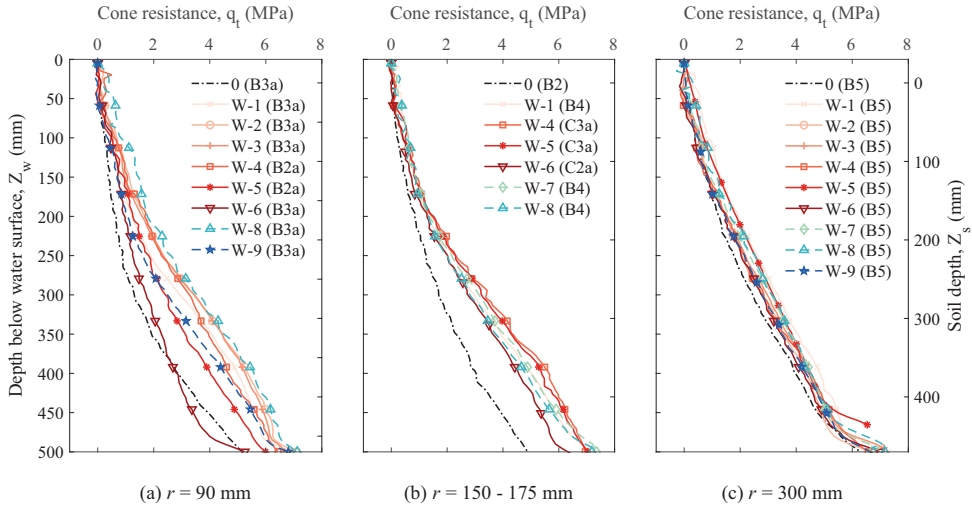 Cone resistance, q_t (MPa)
Cone resistance, q_t (MPa)
Cone resistance, q_t (MPa)
0 2 4 6 8
0 2 4 6 8
0 2 4 6 8
Depth below water surface, Z_w (mm)
0
50
100
150
200
250
300
350
400
450
500
0 (B3a)
W-1 (B3a)
W-2 (B3a)
W-3 (B3a)
W-4 (B2a)
W-5 (B2a)
W-6 (B3a)
W-8 (B3a)
W-9 (B3a)
0 (B2)
W-1 (B4)
W-4 (C3a)
W-5 (C3a)
W-6 (C2a)
W-7 (B4)
W-8 (B4)
0 (B5)
W-1 (B5)
W-2 (B5)
W-3 (B5)
W-4 (B5)
W-5 (B5)
W-6 (B5)
W-7 (B5)
W-8 (B5)
W-9 (B5)
0
100
200
300
400
Soil depth, Z_s
(a) r = 90 mm
(b) r = 150 - 175 mm
(c) r = 300 mm